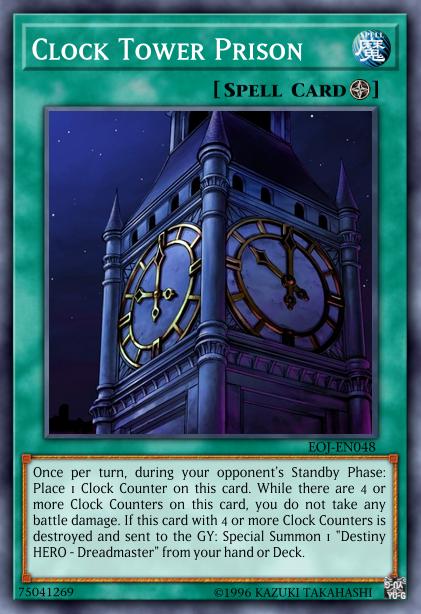 CLOCK TOWER PRISON
SPELL
魔
[SPELL CARD]
EOJ-EN048
Once per turn, during your opponent's Standby Phase:
Place 1 Clock Counter on this card. While there are 4 or
more Clock Counters on this card, you do not take any
battle damage. If this card with 4 or more Clock Counters is
destroyed and sent to the GY: Special Summon 1 "Destiny
HERO - Dreadmaster" from your hand or Deck.
75041269
©1996 KAZUKI TAKAHASHI